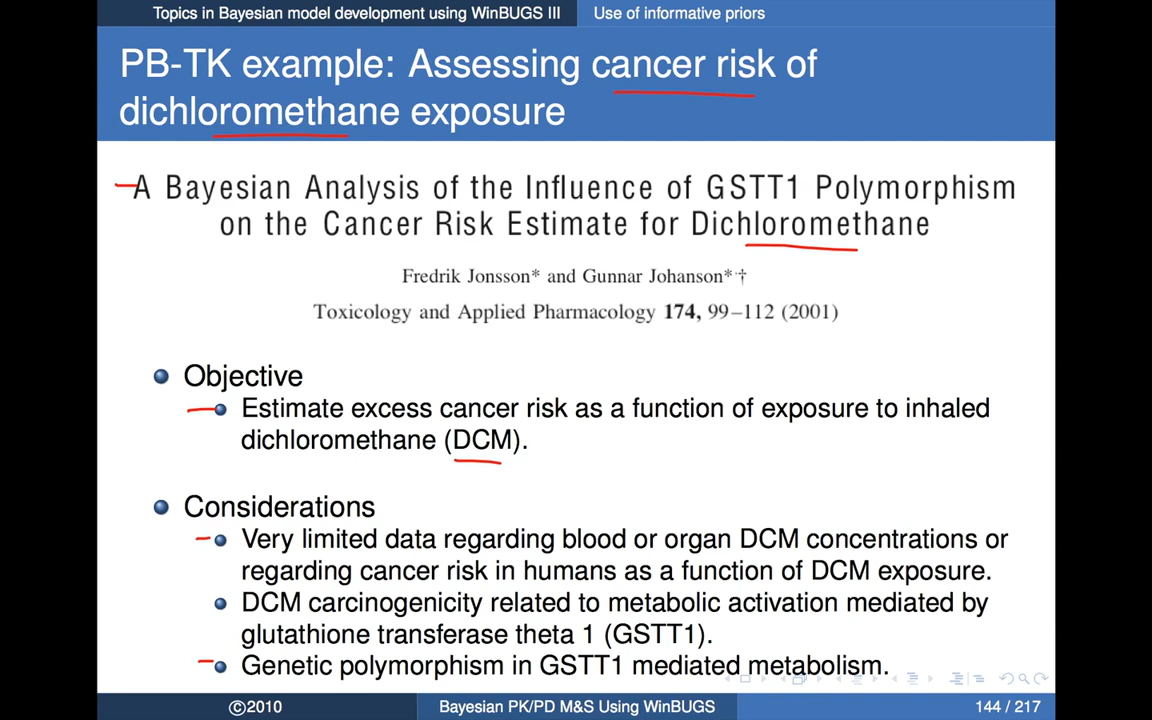 Topics in Bayesian model development using WinBUGS III Use of informative priors
PB-TK example: Assessing cancer risk of
dichloromethane exposure
A Bayesian Analysis of the Influence of GSTT1 Polymorphism
on the Cancer Risk Estimate for Dichloromethane
Fredrik Jonsson* and Gunnar Johanson*,†
Toxicology and Applied Pharmacology 174, 99–112 (2001)
Objective
Estimate excess cancer risk as a function of exposure to inhaled
dichloromethane (DCM).
Considerations
Very limited data regarding blood or organ DCM concentrations or
regarding cancer risk in humans as a function of DCM exposure.
DCM carcinogenicity related to metabolic activation mediated by
glutathione transferase theta 1 (GSTT1).
Genetic polymorphism in GSTT1 mediated metabolism.
©2010 Bayesian PK/PD M&S Using WinBUGS 144 / 217